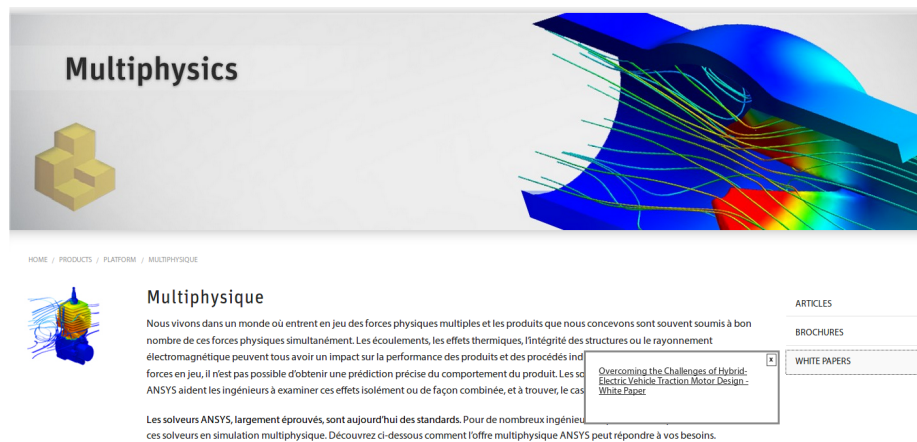 Multiphysics
HOME / PRODUCTS / PLATFORM / MULTIPHYSIQUE
Multiphysique
Nous vivons dans un monde où entrent en jeu des forces physiques multiples et les produits que nous concevons sont souvent soumis à bon
nombre de ces forces physiques simultanément. Les écoulements, les effets thermiques, l'intégrité des structures ou le rayonnement
électromagnétique peuvent tous avoir un impact sur la performance des produits et des procédés ind
forces en jeu, il n'est pas possible d'obtenir une prédiction précise du comportement du produit. Les so
ANSYS aident les ingénieurs à examiner ces effets isolément ou de façon combinée, et à trouver, le cas
Les solveurs ANSYS, largement éprouvés, sont aujourd'hui des standards. Pour de nombreux ingénieu
ces solveurs en simulation multiphysique. Découvrez ci-dessous comment l'offre multiphysique ANSYS peut répondre à vos besoins.
ARTICLES
BROCHURES
WHITE PAPERS
x
Overcoming the Challenges of Hybrid-
Electric Vehicle Traction Motor Design -
White Paper